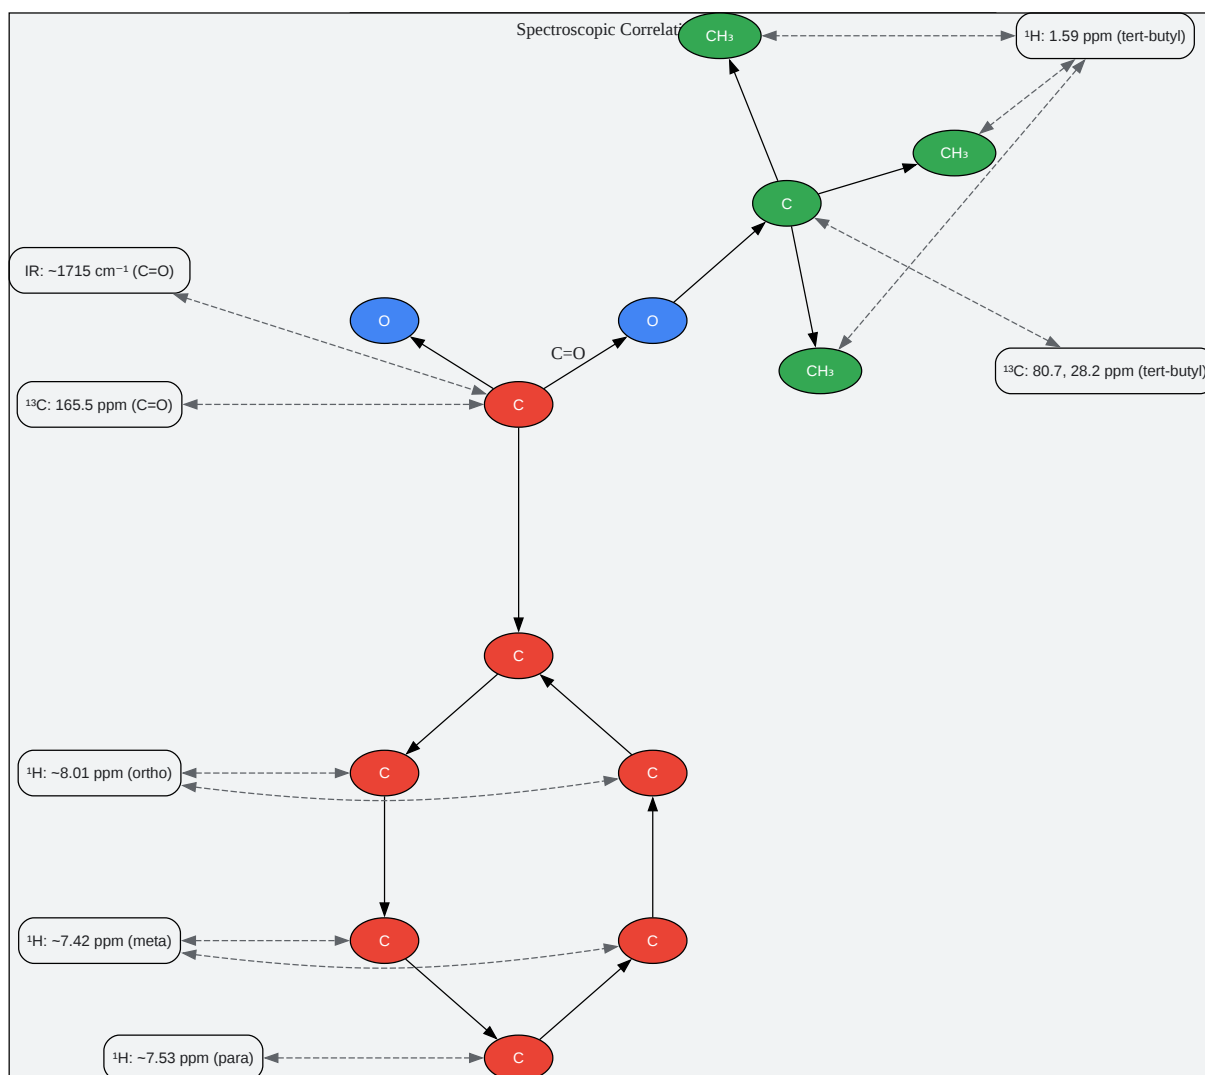 Spectroscopic
CH₃
¹H: 1.59 ppm (tert-butyl)
CH₃
C
IR: ~1715 cm⁻¹ (C=O)
O
O
C=O
CH₃
¹³C: 80.7, 28.2 ppm (tert-butyl)
¹³C: 165.5 ppm (C=O)
C
C
¹H: ~8.01 ppm (ortho)
C
C
¹H: ~7.42 ppm (meta)
C
C
¹H: ~7.53 ppm (para)
C